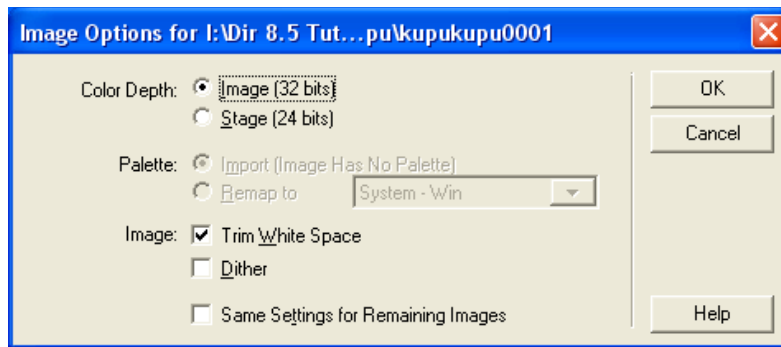 Image Options for I:\Dir 8.5 Tut...pu\kupukupu0001
Color Depth: Image (32 bits) OK
Stage (24 bits) Cancel
Palette: Import (Image Has No Palette)
Remap to System - Win
Image: Trim White Space
Dither
Same Settings for Remaining Images Help